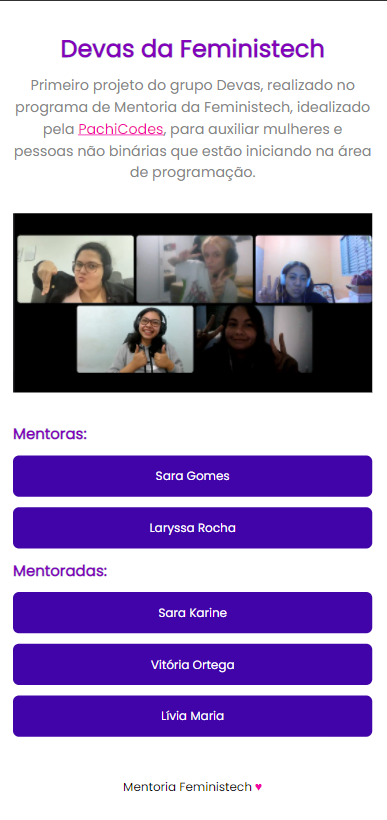 Devas da Feministech
Primeiro projeto do grupo Devas, realizado no
programa de Mentoria da Feministech, idealizado
pela PachiCodes, para auxiliar mulheres e
pessoas não binárias que estão iniciando na área
de programação.
Mentoras:
Sara Gomes
Laryssa Rocha
Mentoradas:
Sara Karine
Vitória Ortega
Lívia Maria
Mentoria Feministech ♥